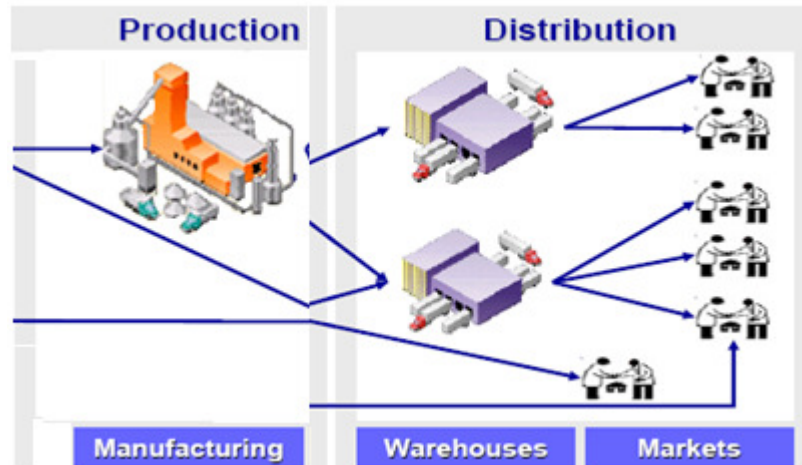 Production
Distribution
Manufacturing
Warehouses
Markets